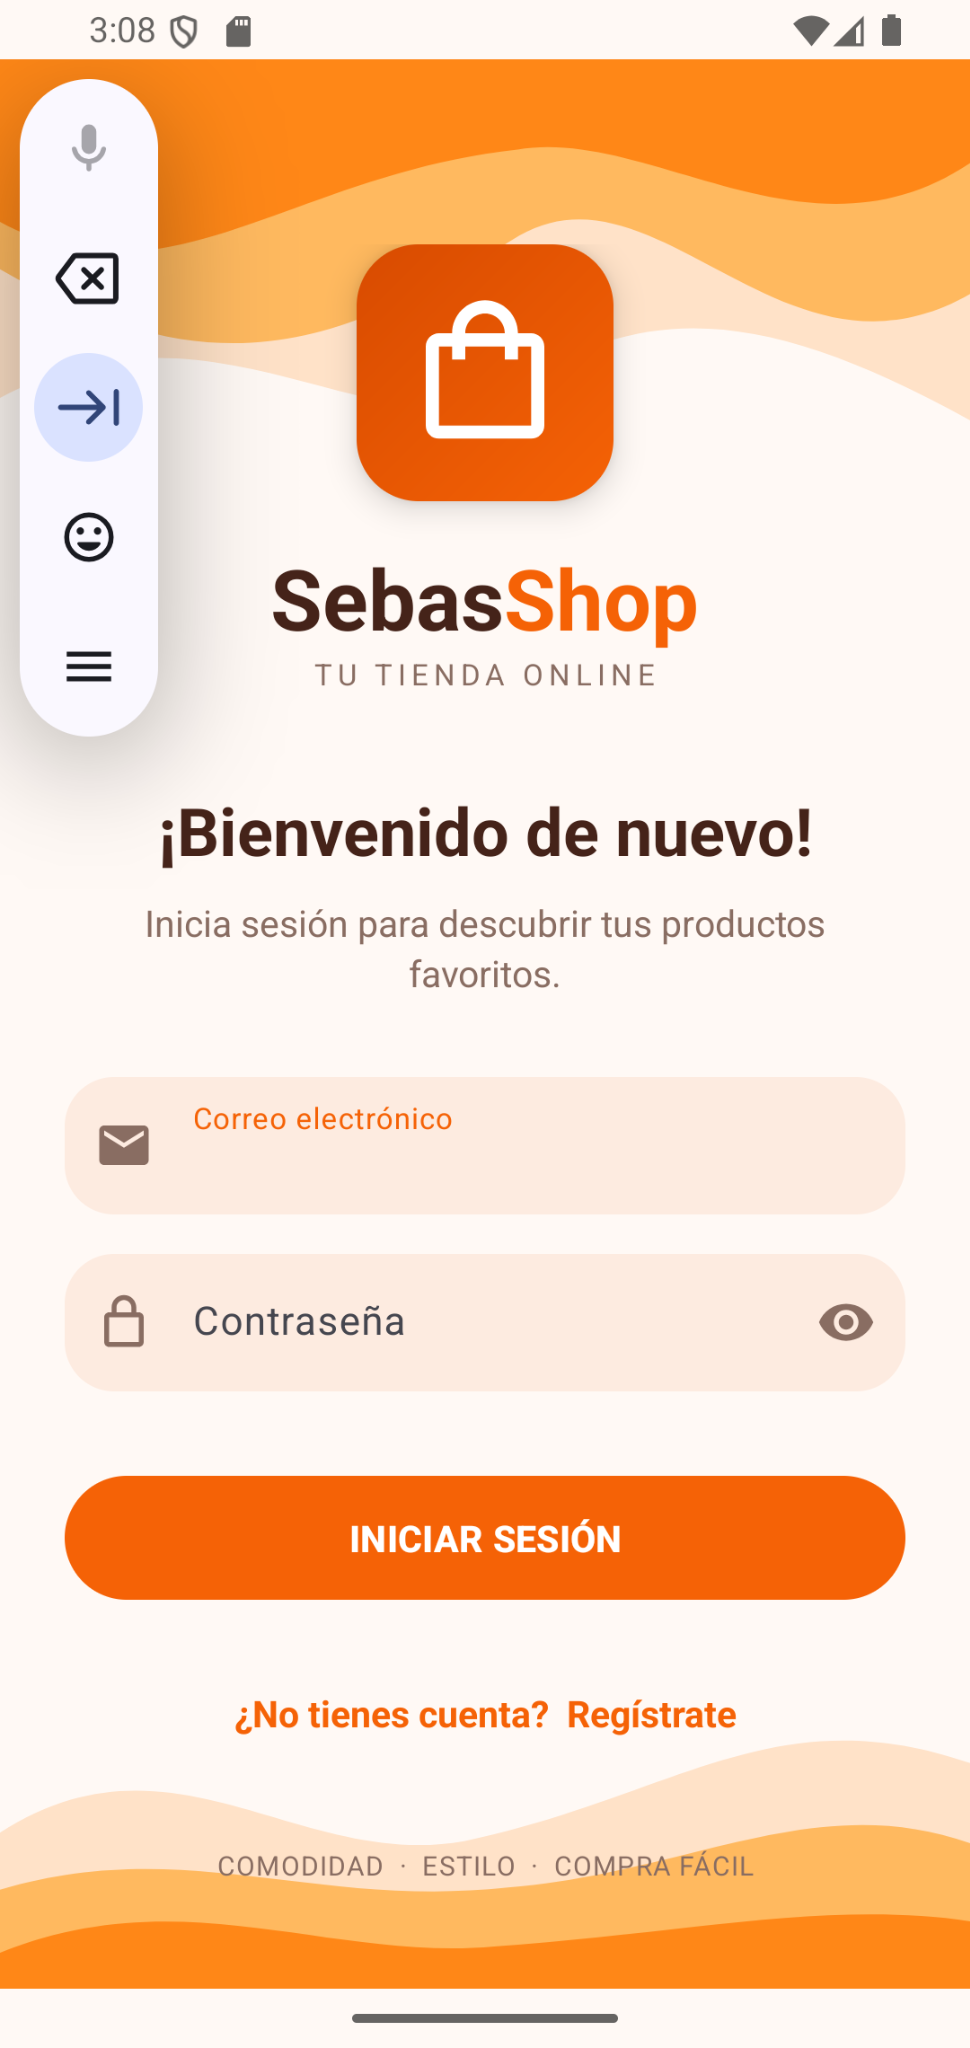 3:08
SebasShop
TU TIENDA ONLINE
¡Bienvenido de nuevo!
Inicia sesión para descubrir tus productos
favoritos.
Correo electrónico
Contraseña
INICIAR SESIÓN
¿No tienes cuenta? Regístrate
COMODIDAD · ESTILO · COMPRA FÁCIL